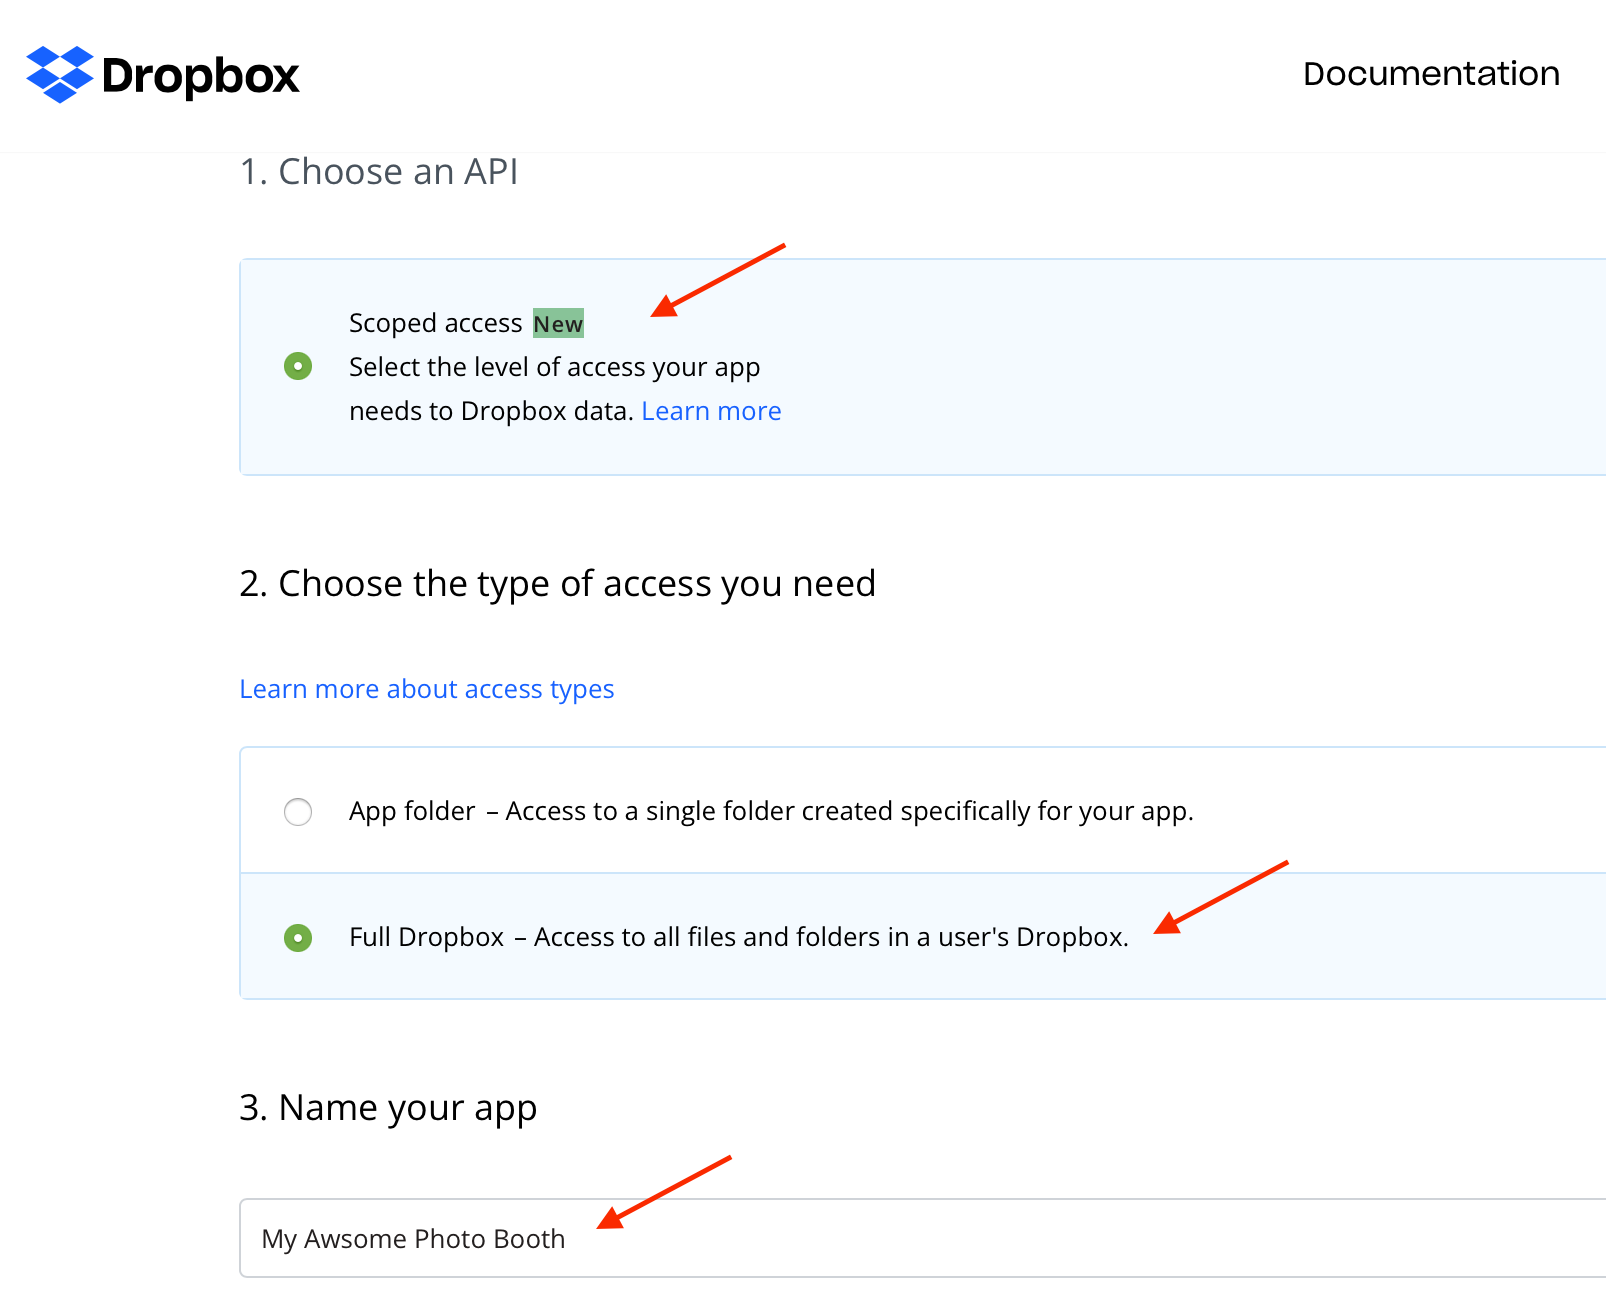 Dropbox
Documentation
1. Choose an API
Scoped access New
Select the level of access your app
needs to Dropbox data. Learn more
2. Choose the type of access you need
Learn more about access types
App folder – Access to a single folder created specifically for your app.
Full Dropbox – Access to all files and folders in a user's Dropbox.
3. Name your app
My Awsome Photo Booth